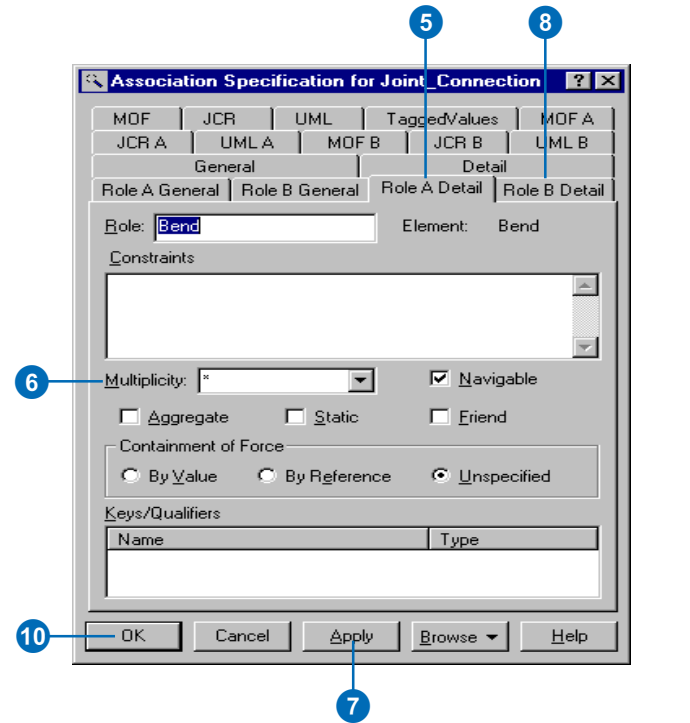 5 8
Association Specification for Joint_Connection ? X
MOF JCR UML TaggedValues MOF A
JCR A UML A MOF B JCR B UML B
General Detail
Role A General Role B General Role A Detail Role B Detail
Role: Bend Element: Bend
Constraints
6 Multiplicity: * Navigable
Aggregate Static Friend
Containment of Force
By Value By Reference Unspecified
Keys/Qualifiers
Name Type
10 OK Cancel Apply Browse Help
7